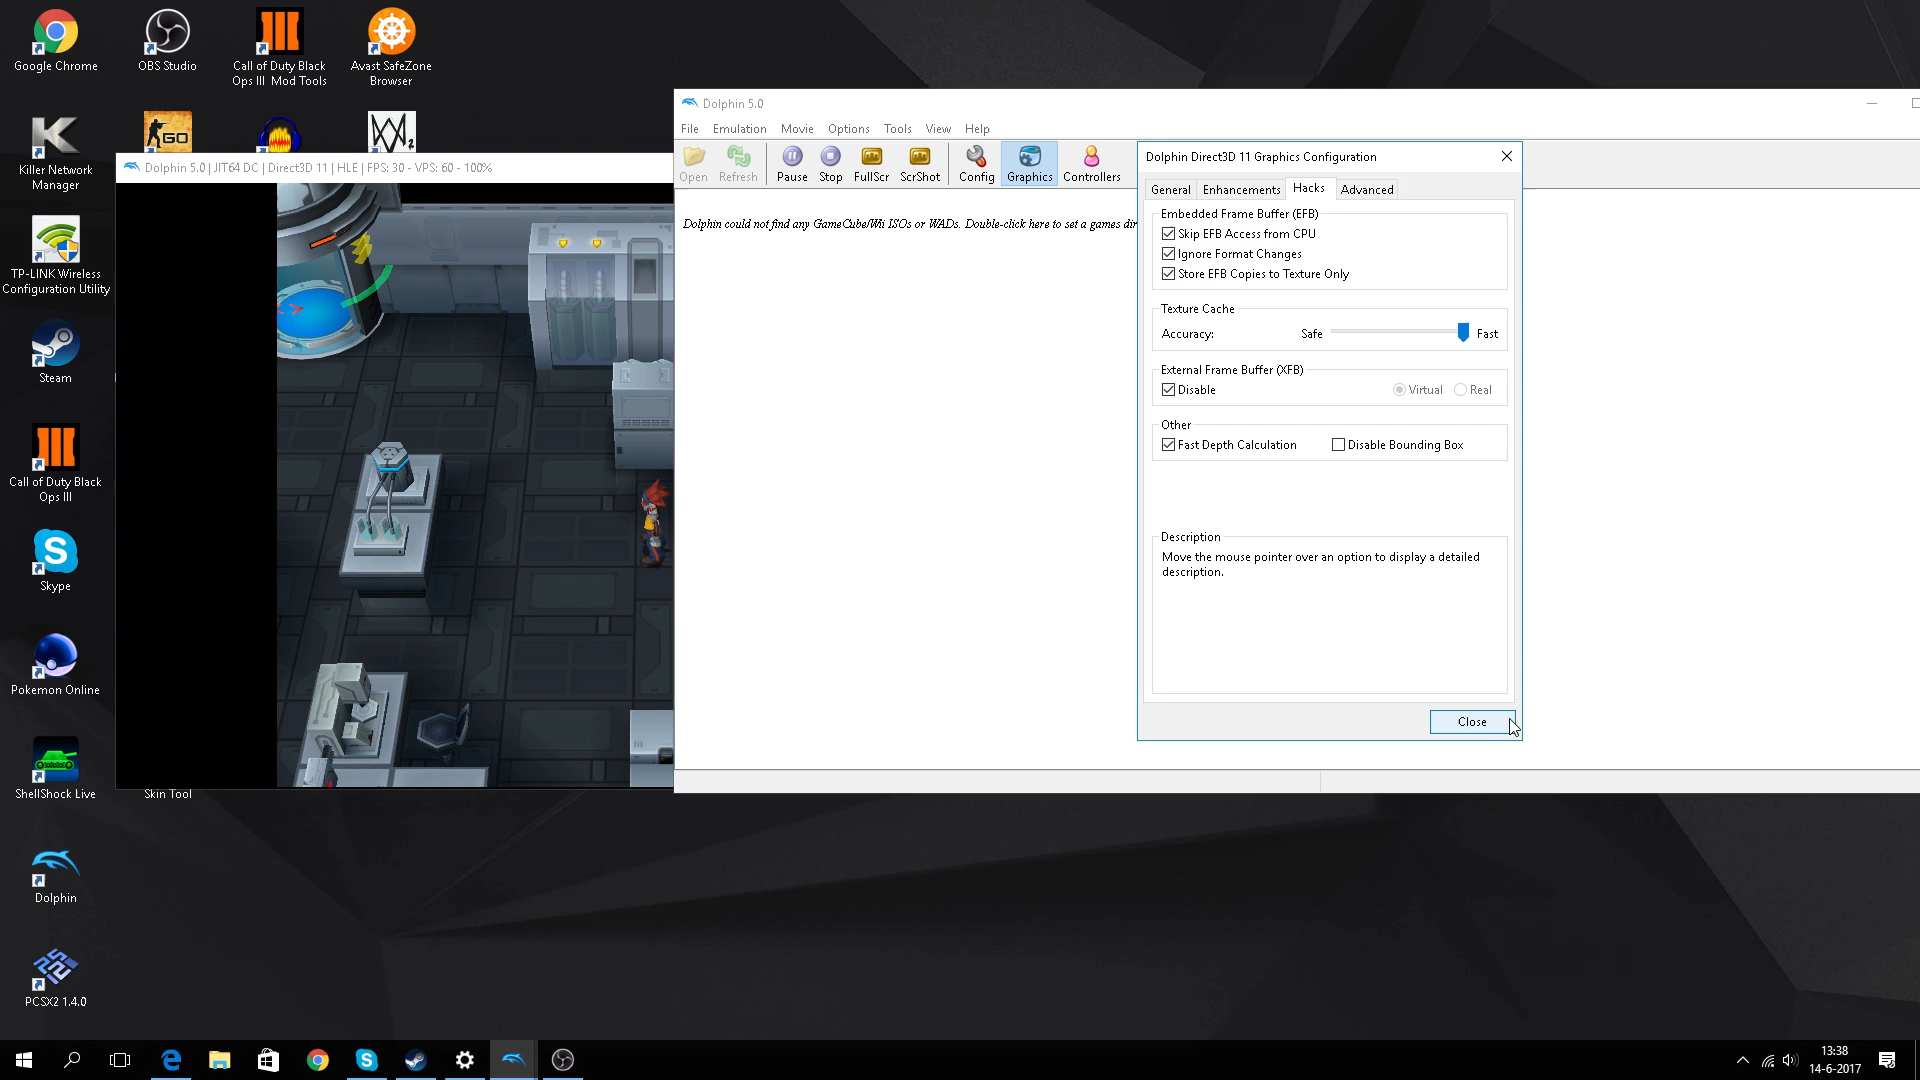 Google Chrome
OBS Studio
Call of Duty Black
Ops III Mod Tools
Avast SafeZone
Browser
Killer Network
Manager
GO
2
TP-LINK Wireless
Configuration Utility
Steam
Call of Duty Black
Ops III
Skype
Pokemon Online
ShellShock Live
Skin Tool
Dolphin
PCSX2 1.4.0
Dolphin 5.0 | JIT64 DC | Direct3D 11 | HLE | FPS: 30 - VPS: 60 - 100%
Dolphin 5.0
File Emulation Movie Options Tools View Help
Open Refresh Pause Stop FullScr ScrShot Config Graphics Controllers
Dolphin could not find any GameCube/Wii ISOs or WADs. Double-click here to set a games dir
Dolphin Direct3D 11 Graphics Configuration
General Enhancements Hacks Advanced
Embedded Frame Buffer (EFB)
Skip EFB Access from CPU
Ignore Format Changes
Store EFB Copies to Texture Only
Texture Cache
Accuracy: Safe Fast
External Frame Buffer (XFB)
Disable Virtual Real
Other
Fast Depth Calculation Disable Bounding Box
Description
Move the mouse pointer over an option to display a detailed
description.
Close
13:38
14-6-2017